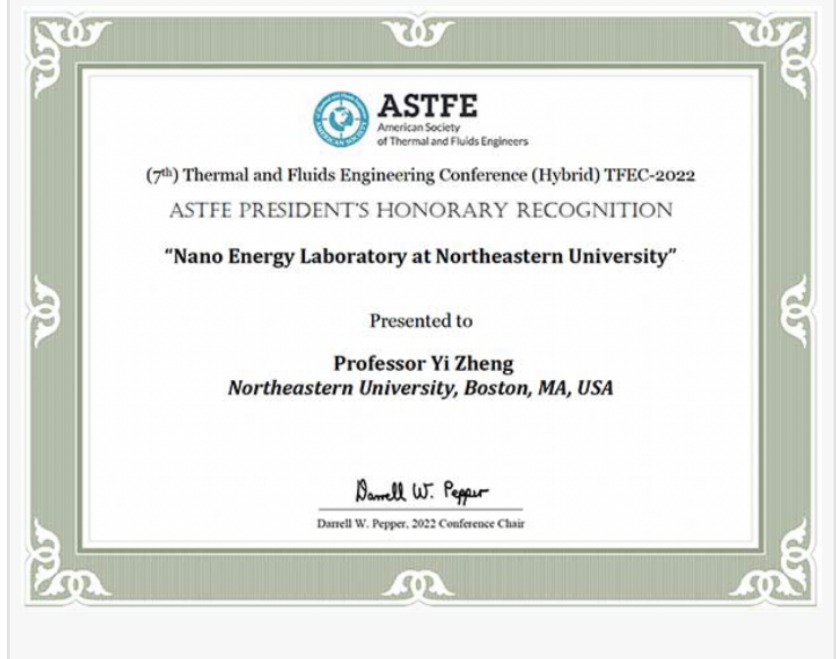 ASTFE
American Society
of Thermal and Fluids Engineers
(7th) Thermal and Fluids Engineering Conference (Hybrid) TFEC-2022
ASTFE PRESIDENT'S HONORARY RECOGNITION
“Nano Energy Laboratory at Northeastern University”
Presented to
Professor Yi Zheng
Northeastern University, Boston, MA, USA
Darrell W. Pepper
Darrell W. Pepper, 2022 Conference Chair